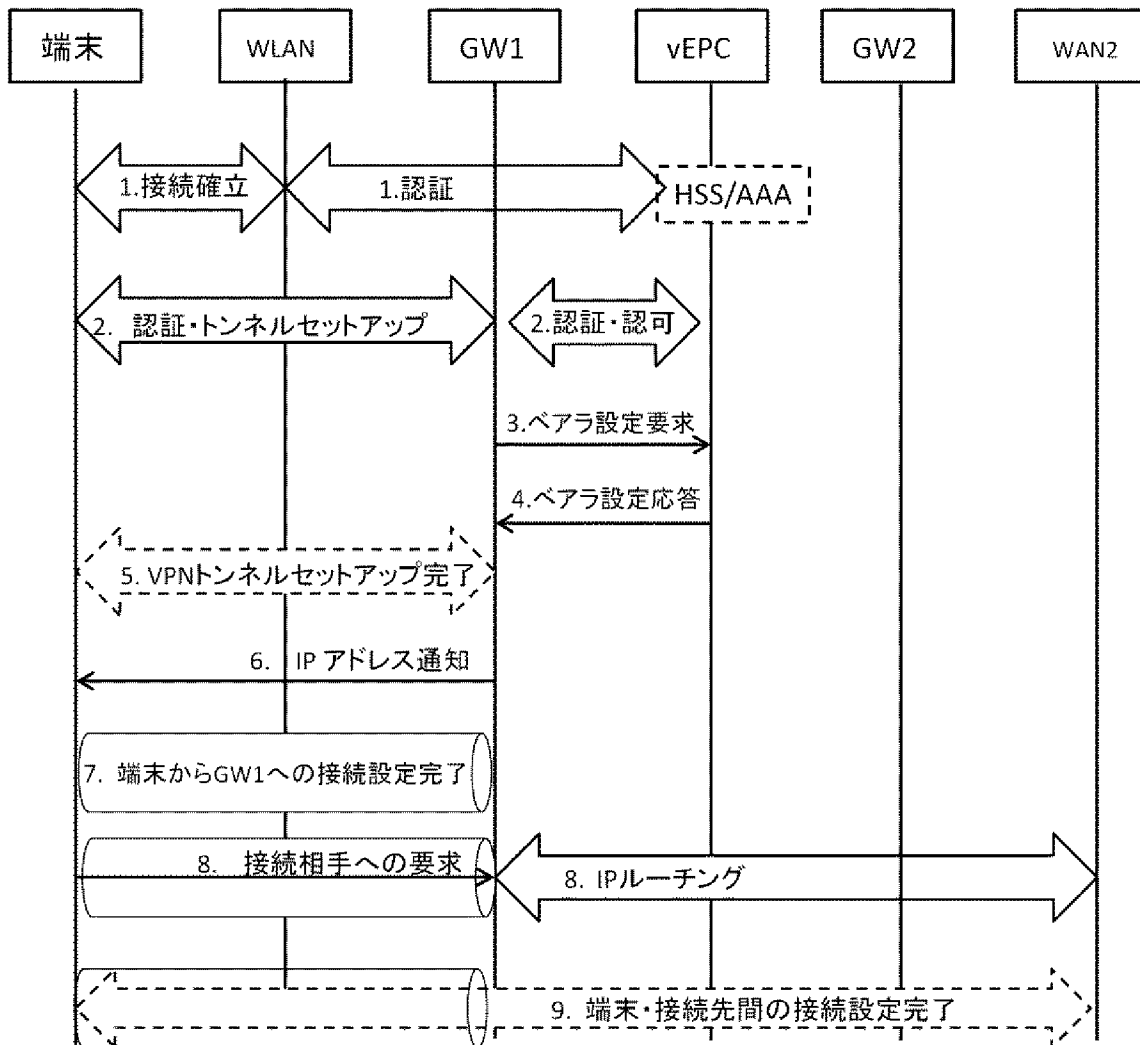 端末
WLAN
GW1
vEPC
GW2
WAN2
1.接続確立
1.認証
HSS/AAA
2. 認証・トンネルセットアップ
2.認証・認可
3.ベアラ設定要求
4.ベアラ設定応答
5. VPNトンネルセットアップ完了
6. IP アドレス通知
7. 端末からGW1への接続設定完了
8. 接続相手への要求
8. IPルーチング
9. 端末・接続先間の接続設定完了